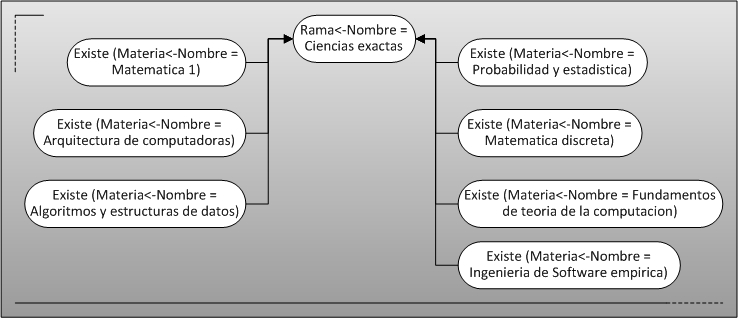 Rama<-Nombre =
Ciencias exactas
Existe (Materia<-Nombre =
Matematica 1)
Existe (Materia<-Nombre =
Arquitectura de computadoras)
Existe (Materia<-Nombre =
Algoritmos y estructuras de datos)
Existe (Materia<-Nombre =
Probabilidad y estadistica)
Existe (Materia<-Nombre =
Matematica discreta)
Existe (Materia<-Nombre = Fundamentos
de teoria de la computacion)
Existe (Materia<-Nombre =
Ingenieria de Software empirica)